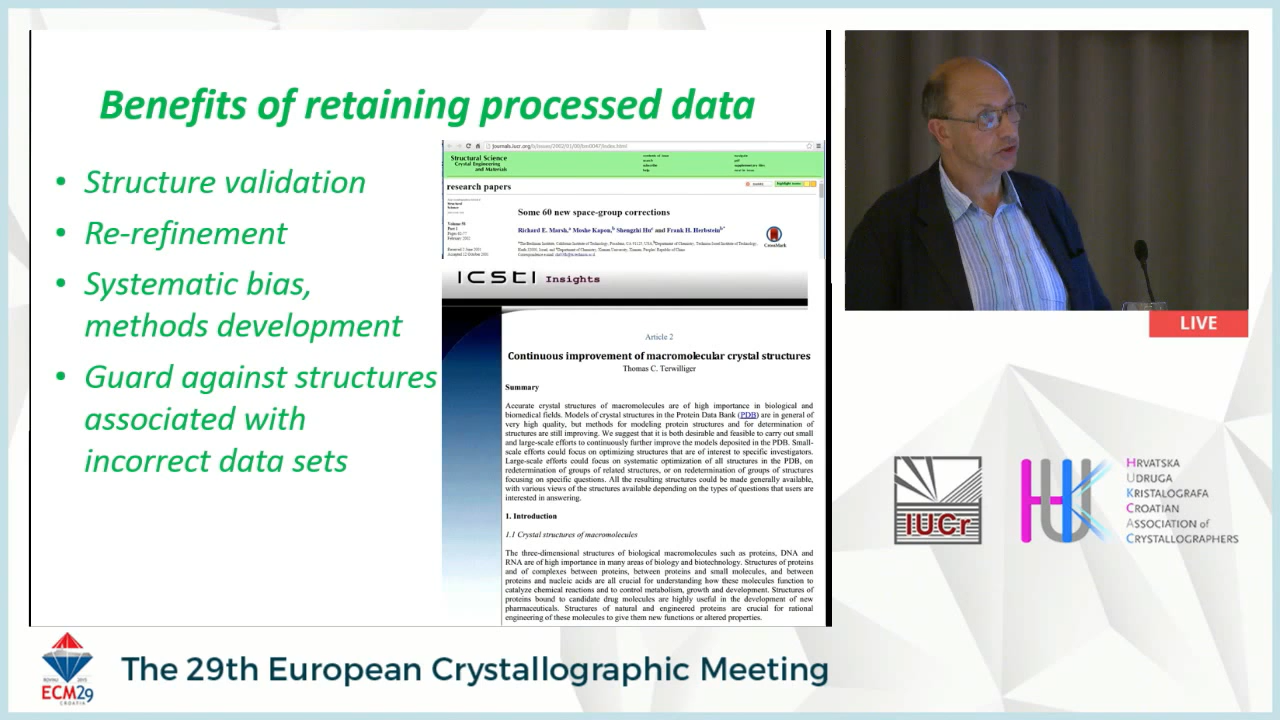 Benefits of retaining processed data
• Structure validation
• Re-refinement
• Systematic bias,
methods development
• Guard against structures
associated with
incorrect data sets
Structural Science
Crystal Engineering
and Materials
research papers
Some 60 new space-group corrections
Richard E. Marsh, Moshe Kapon, Shengzhi Hu and Frank H. Herbstein
CrossMark
ICSTI Insights
Article 2
Continuous improvement of macromolecular crystal structures
Thomas C. Terwilliger
Summary
Accurate crystal structures of macromolecules are of high importance in biological and
biomedical fields. Models of crystal structures in the Protein Data Bank (PDB) are in general of
very high quality, but methods for modeling protein structures and for determination of
structures are still improving. We suggest that it is both desirable and feasible to carry out small
and large-scale efforts to continuously further improve the models deposited in the PDB. Small-
scale efforts could focus on optimizing structures that are of interest to specific investigators.
Large-scale efforts could focus on systematic optimization of all structures in the PDB, on
redetermination of groups of related structures, or on redetermination of groups of structures
focusing on specific questions. All the resulting structures could be made generally available,
with various views of the structures available depending on the types of questions that users are
interested in answering.
1. Introduction
1.1 Crystal structures of macromolecules
The three-dimensional structures of biological macromolecules such as proteins, DNA and
RNA are of high importance in many areas of biology and biotechnology. Structures of proteins
and of complexes between proteins, between proteins and small molecules, and between
proteins and nucleic acids are all crucial for understanding how these molecules function to
catalyze chemical reactions and to control metabolism, growth and development. Structures of
proteins bound to candidate drug molecules are highly useful in the development of new
pharmaceuticals. Structures of natural and engineered proteins are crucial for rational
engineering of these molecules to give them new functions or altered properties.
LIVE
IUCr
HRVATSKA
UDRUGA
KRISTALOGRAFA
CROATIAN
ASSOCIATION of
CRYSTALLOGRAPHERS
ROVINJ 2015
ECM29
CROATIA
The 29th European Crystallographic Meeting